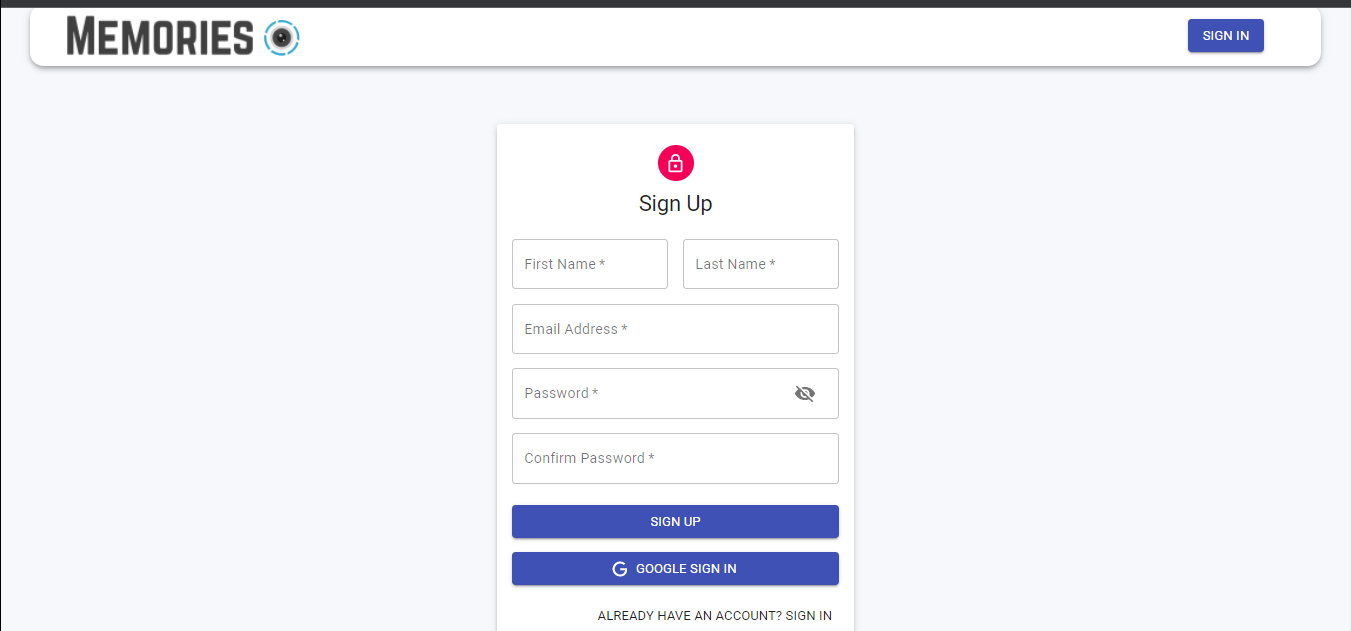 MEMORIES
SIGN IN
Sign Up
First Name *
Last Name *
Email Address *
Password *
Confirm Password *
SIGN UP
G GOOGLE SIGN IN
ALREADY HAVE AN ACCOUNT? SIGN IN